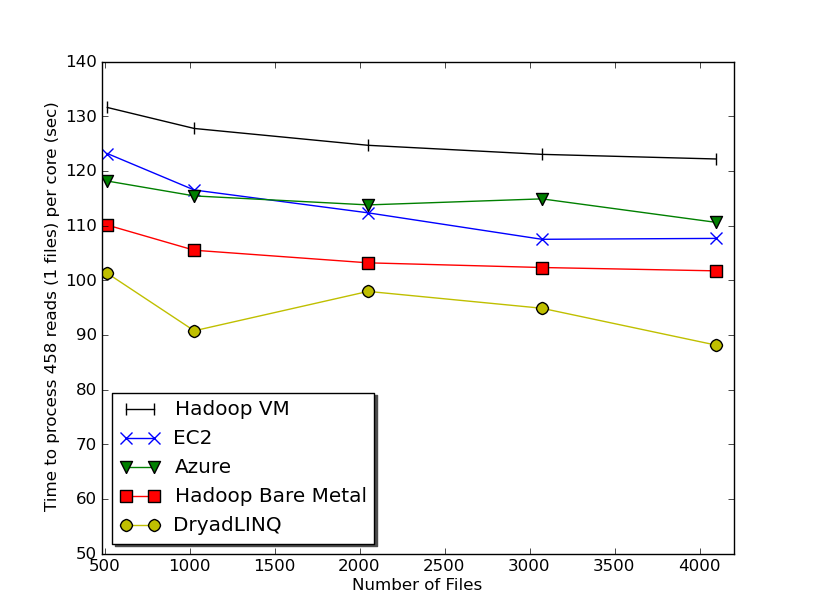 140
130
120
110
100
90
80
70
60
50
Time to process 458 reads (1 files) per core (sec)
Hadoop VM
EC2
Azure
Hadoop Bare Metal
DryadLINQ
500 1000 1500 2000 2500 3000 3500 4000
Number of Files